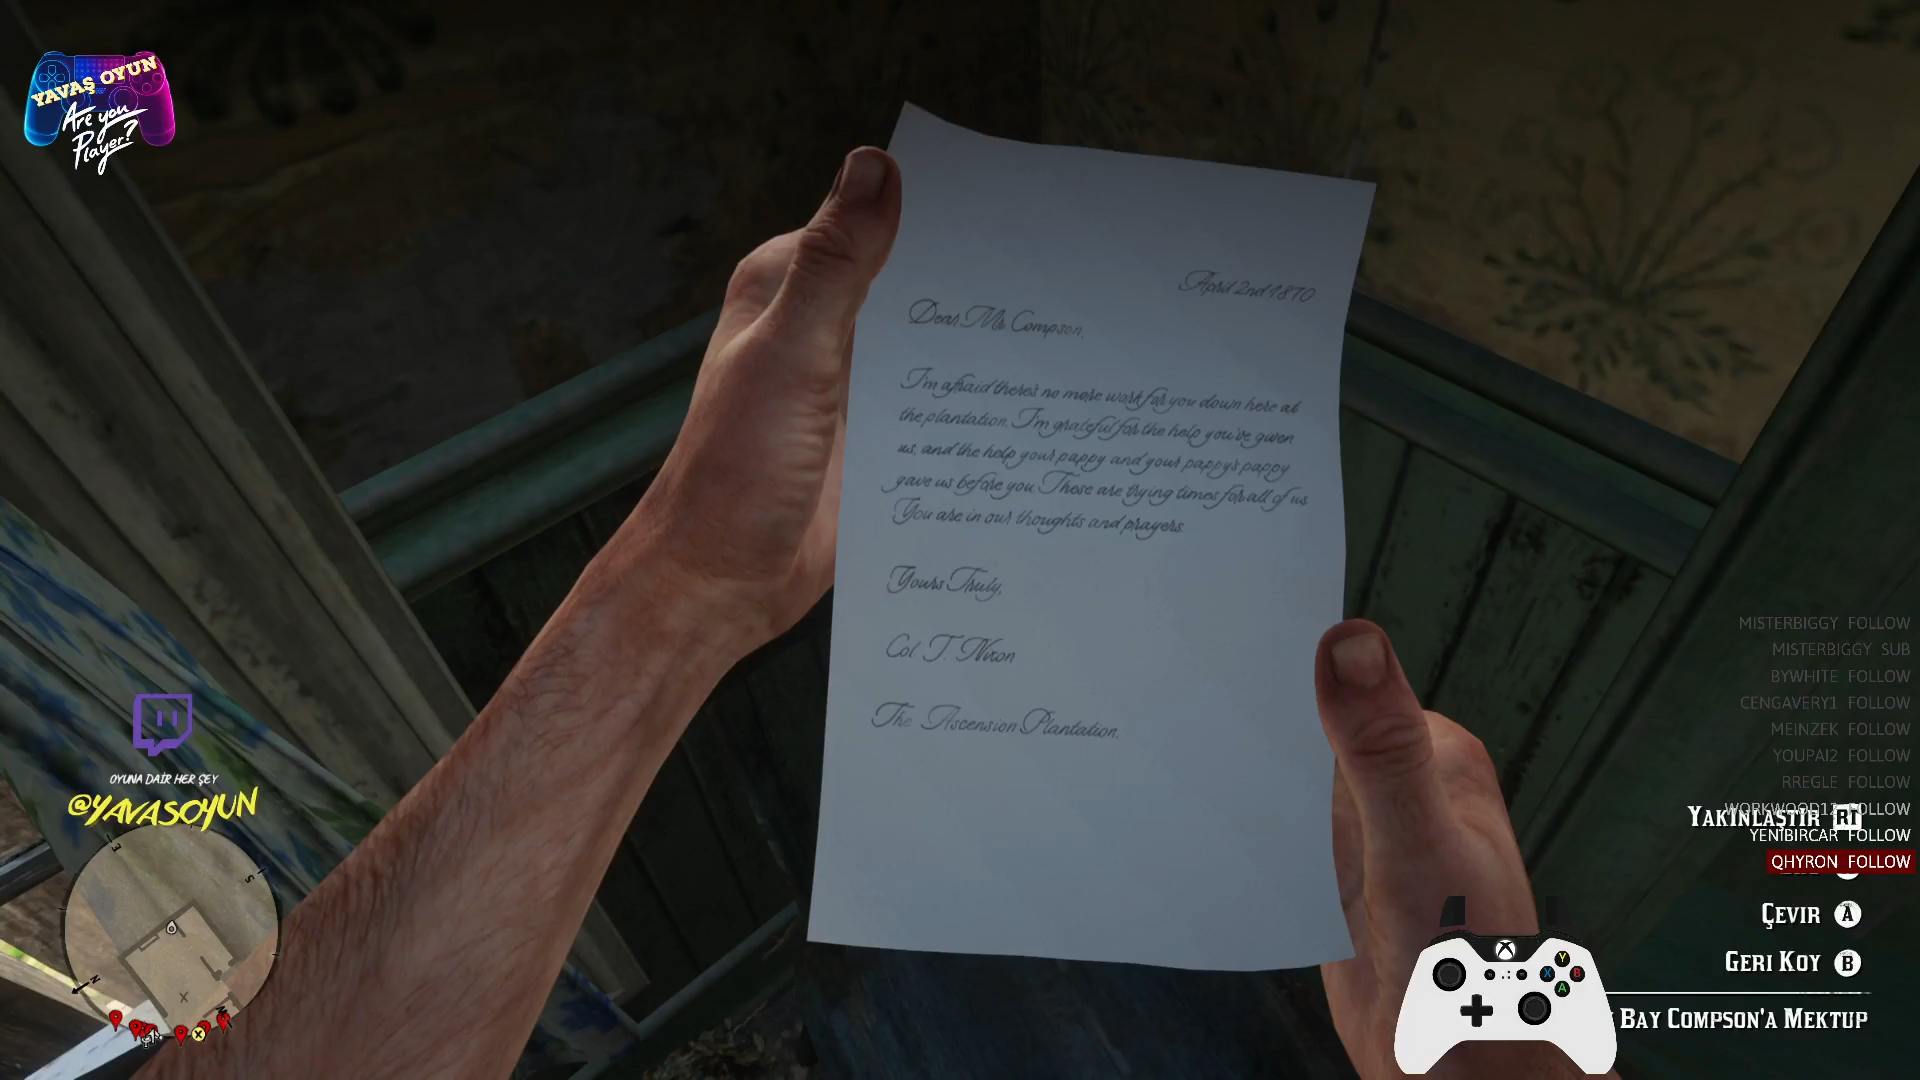 YAVAŞ OYUN
Are you
Player?
April 2nd 1870
Dear Mr Compson,
I'm afraid there's no more work for you down here at
the plantation. I'm grateful for the help you've given
us, and the help your pappy and your pappy's pappy
gave us before you. These are trying times for all of us.
You are in our thoughts and prayers.
Yours Truly,
Col. T. Nixon
The Ascension Plantation.
OYUNA DAİR HER ŞEY
@YAVASOYUN
MISTERBIGGY FOLLOW
MISTERBIGGY SUB
BYWHITE FOLLOW
CENGAVERY1 FOLLOW
MEINZEK FOLLOW
YOUPAI2 FOLLOW
RREGLE FOLLOW
WORKWOOD12 FOLLOW
YAKINLAŞTIR RT
YENIBIRCAR FOLLOW
QHYRON FOLLOW
ÇEVIR A
GERI KOY B
BAY COMPSON'A MEKTUP